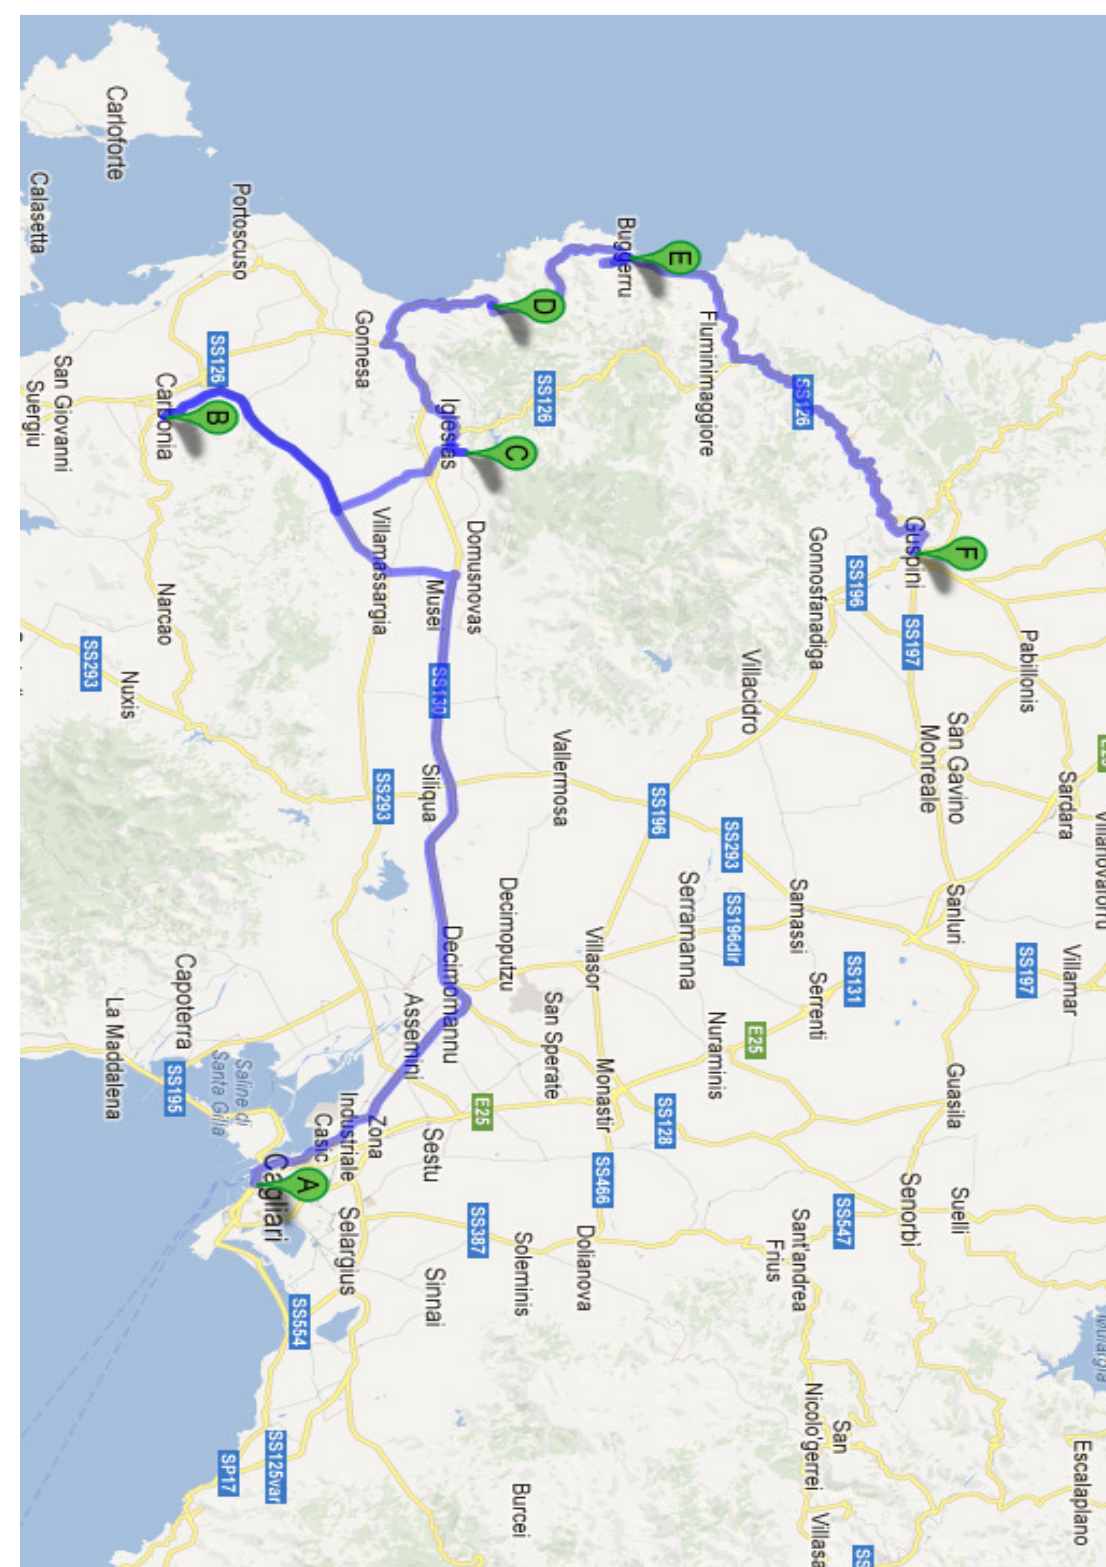 Villanovaforru
Mulargia
Escalaplano
Sardara
Villamar
Pabillonis
SS197
F
San Gavino
Monreale
Sanluri
Guasila
Suelli
Guspini
SS197
Senorbì
SS196
SS131
SS547
San
Nicolo'gerrei
Villasa
Gonnosfanadiga
Serrenti
SS126
Samassi
Sant'andrea
Frius
Villacidro
SS293
SS196dir
E25
Fluminimaggiore
Nuraminis
E
Serramanna
SS196
SS128
Buggerru
Villasor
Monastir
SS466
Dolianova
D
SS126
Vallermosa
San Sperate
C
Decimoputzu
Soleminis
Burcei
Domusnovas
E25
SS387
Iglesias
Musei
SS130
Siliqua
Decimomannu
Assemini
Sestu
Sinnai
Gonnesa
Villamassargia
SS293
Zona
Industriale
Casic
Selargius
A
SS554
Cagliari
SS125var
Portoscuso
SS126
B
Saline di
Santa Gilla
SP17
Carbonia
Narcao
Capoterra
SS195
Carloforte
Nuxis
La Maddalena
SS293
San Giovanni
Suergiu
Calasetta